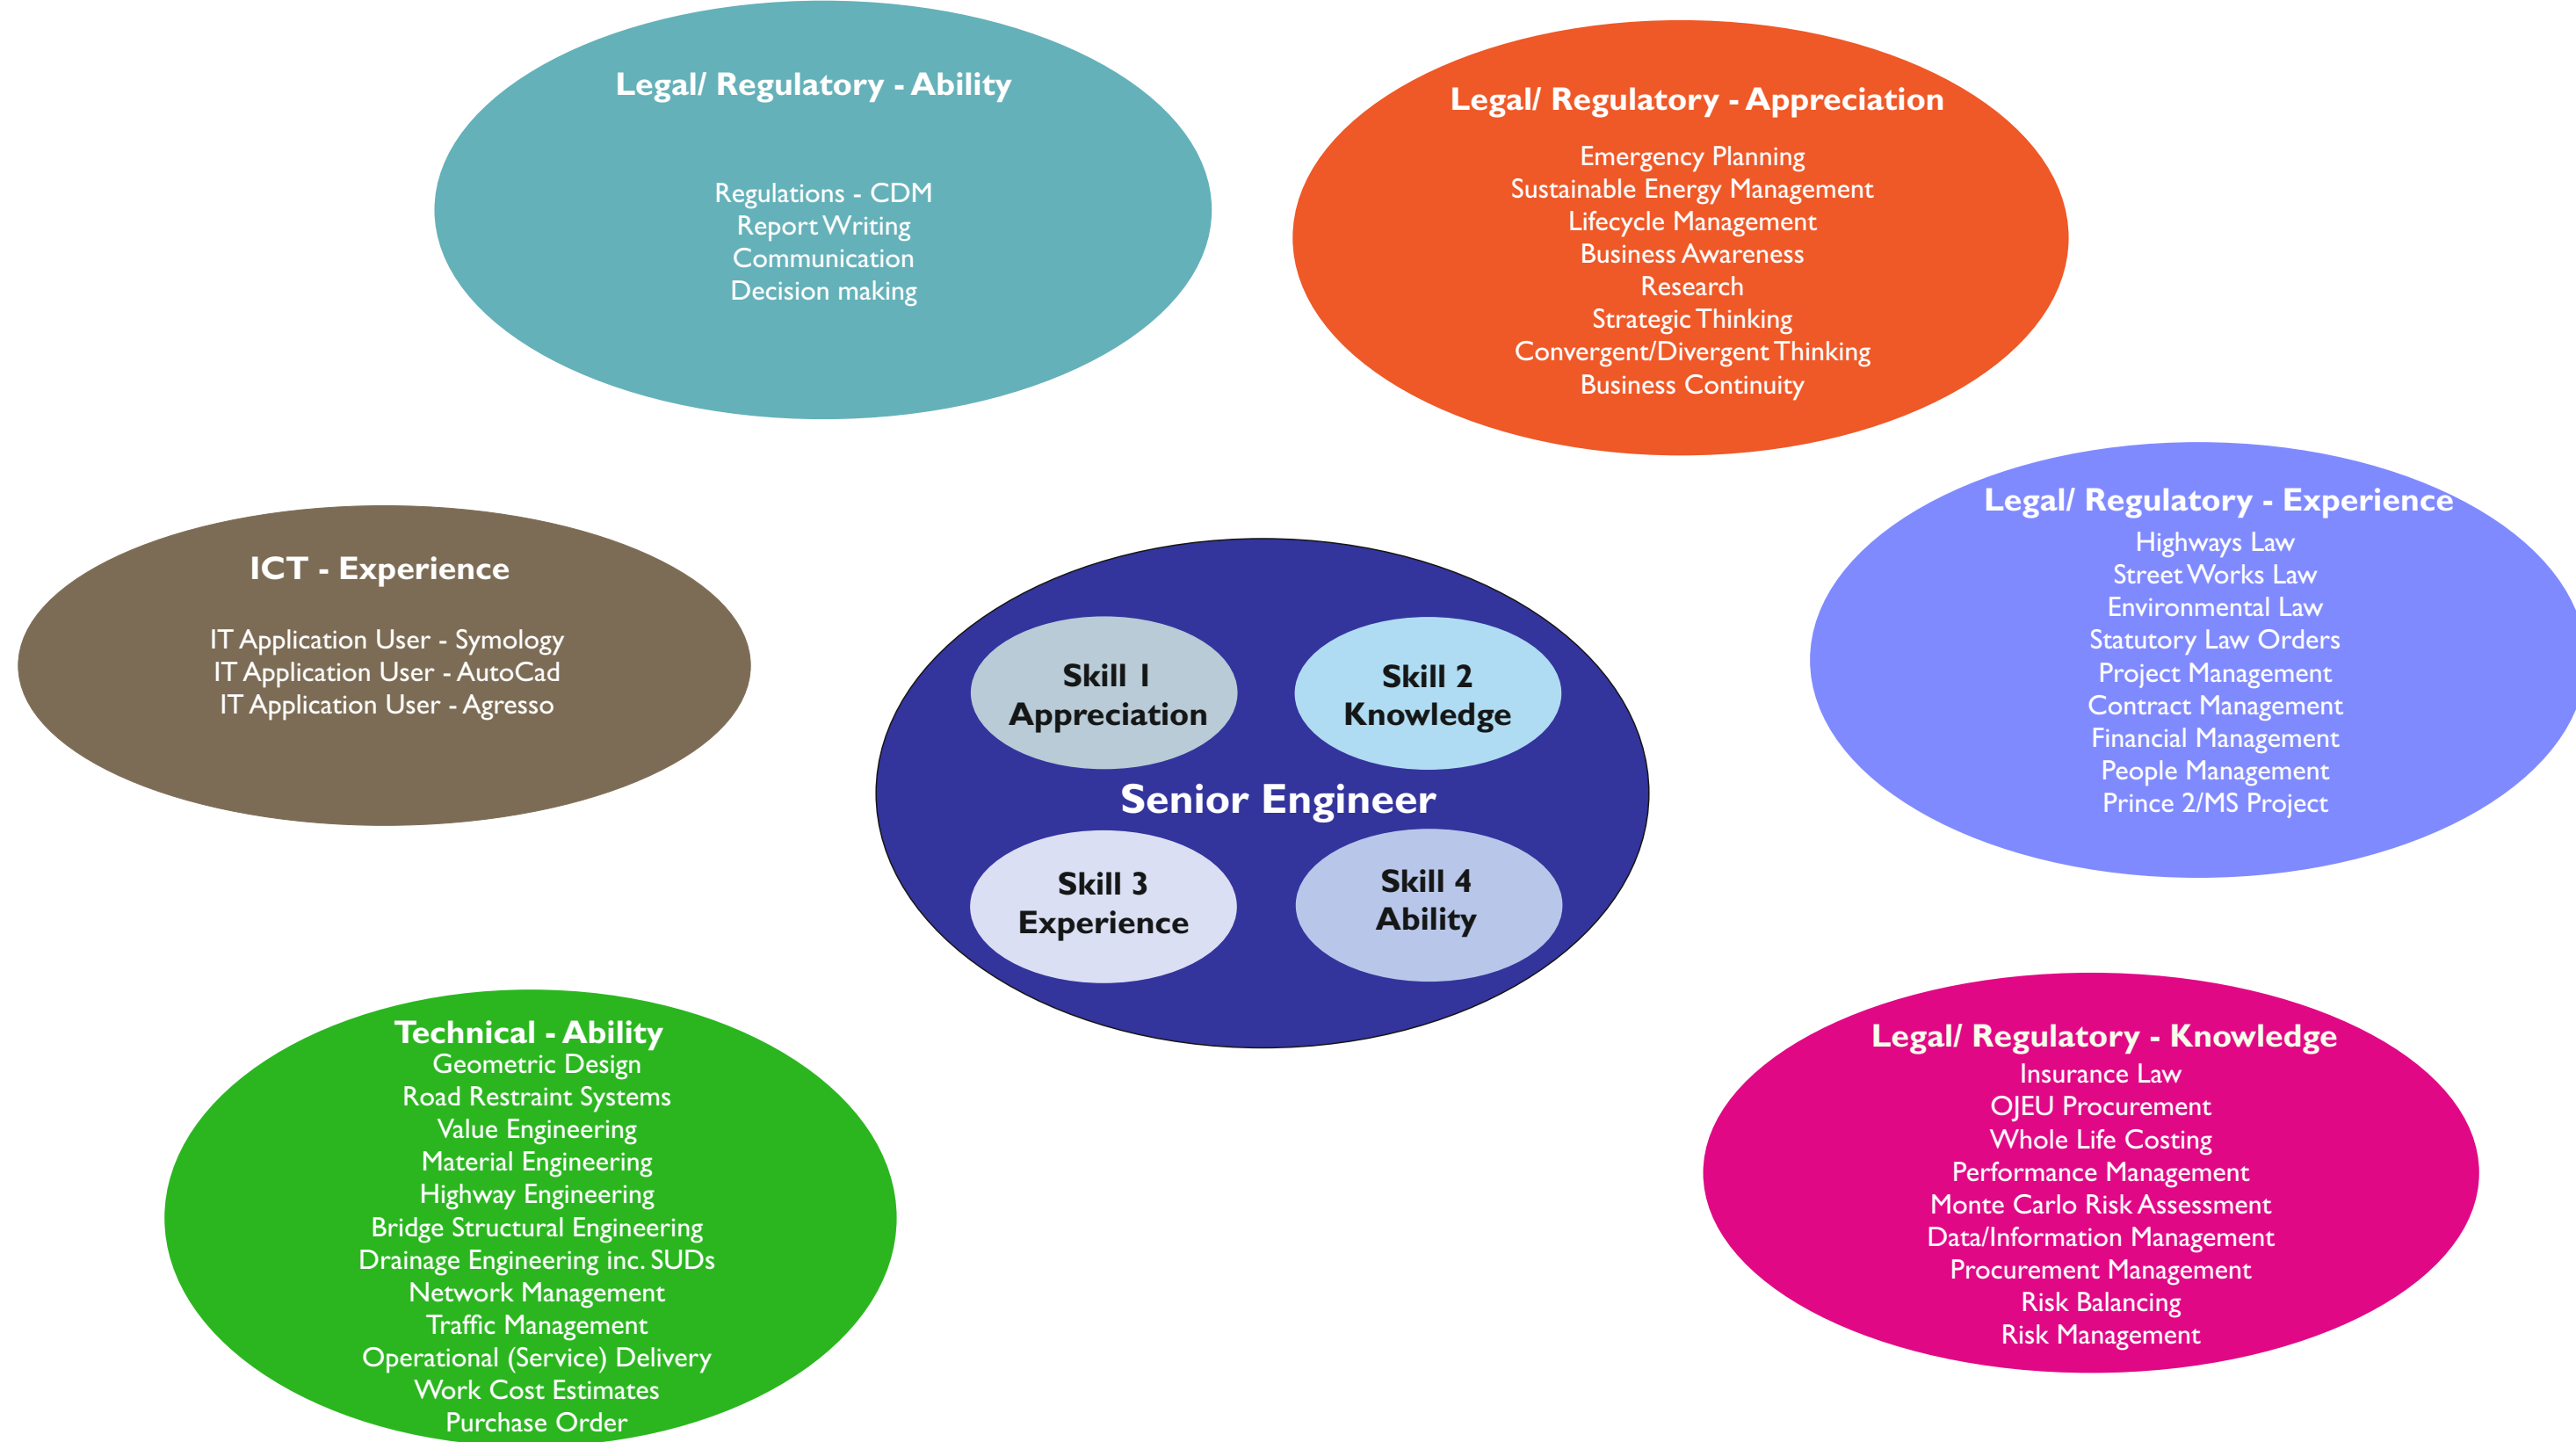 Legal/ Regulatory - Ability
Regulations - CDM
Report Writing
Communication
Decision making
Legal/ Regulatory - Appreciation
Emergency Planning
Sustainable Energy Management
Lifecycle Management
Business Awareness
Research
Strategic Thinking
Convergent/Divergent Thinking
Business Continuity
ICT - Experience
IT Application User - Symology
IT Application User - AutoCad
IT Application User - Agresso
Skill 1
Appreciation
Skill 2
Knowledge
Senior Engineer
Skill 3
Experience
Skill 4
Ability
Legal/ Regulatory - Experience
Highways Law
Street Works Law
Environmental Law
Statutory Law Orders
Project Management
Contract Management
Financial Management
People Management
Prince 2/MS Project
Technical - Ability
Geometric Design
Road Restraint Systems
Value Engineering
Material Engineering
Highway Engineering
Bridge Structural Engineering
Drainage Engineering inc. SUDs
Network Management
Traffic Management
Operational (Service) Delivery
Work Cost Estimates
Purchase Order
Legal/ Regulatory - Knowledge
Insurance Law
OJEU Procurement
Whole Life Costing
Performance Management
Monte Carlo Risk Assessment
Data/Information Management
Procurement Management
Risk Balancing
Risk Management